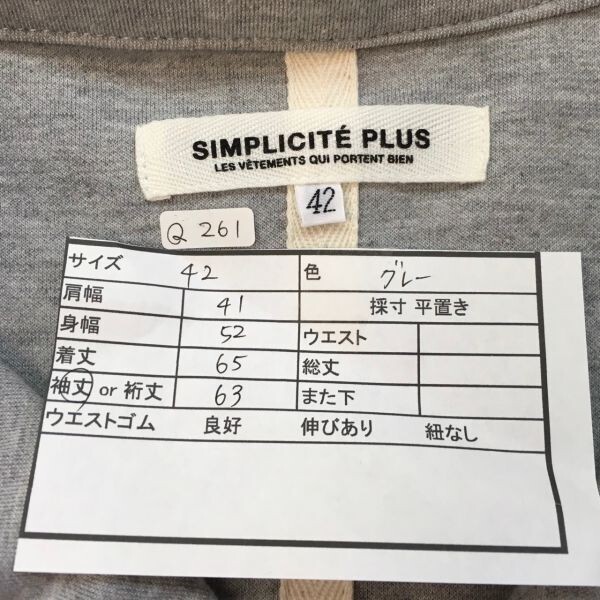 SIMPLICITÉ PLUS
LES VÊTEMENTS QUI PORTENT BIEN
42
Q 261
サイズ 42 色 グレー
肩幅 41 採寸 平置き
身幅 52 ウエスト
着丈 65 総丈
袖丈 or 裄丈 63 また下
ウエストゴム 良好 伸びあり 紐なし